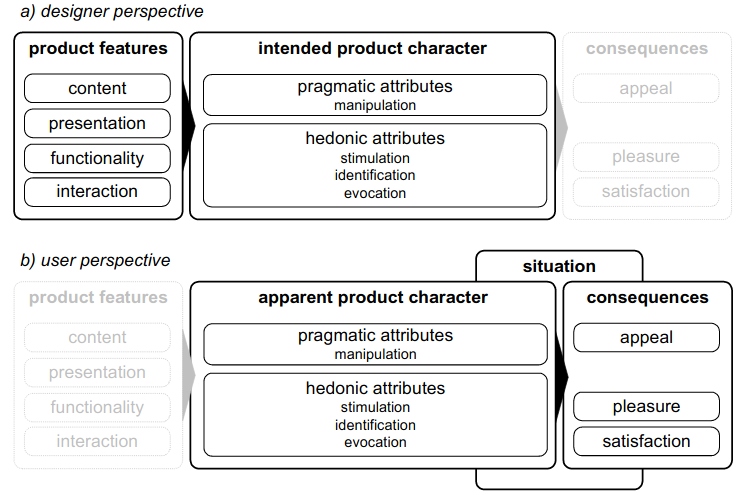 a) designer perspective
product features
content
presentation
functionality
interaction
intended product character
pragmatic attributes
manipulation
hedonic attributes
stimulation
identification
evocation
consequences
appeal
pleasure
satisfaction
b) user perspective
situation
product features
content
presentation
functionality
interaction
apparent product character
pragmatic attributes
manipulation
hedonic attributes
stimulation
identification
evocation
consequences
appeal
pleasure
satisfaction